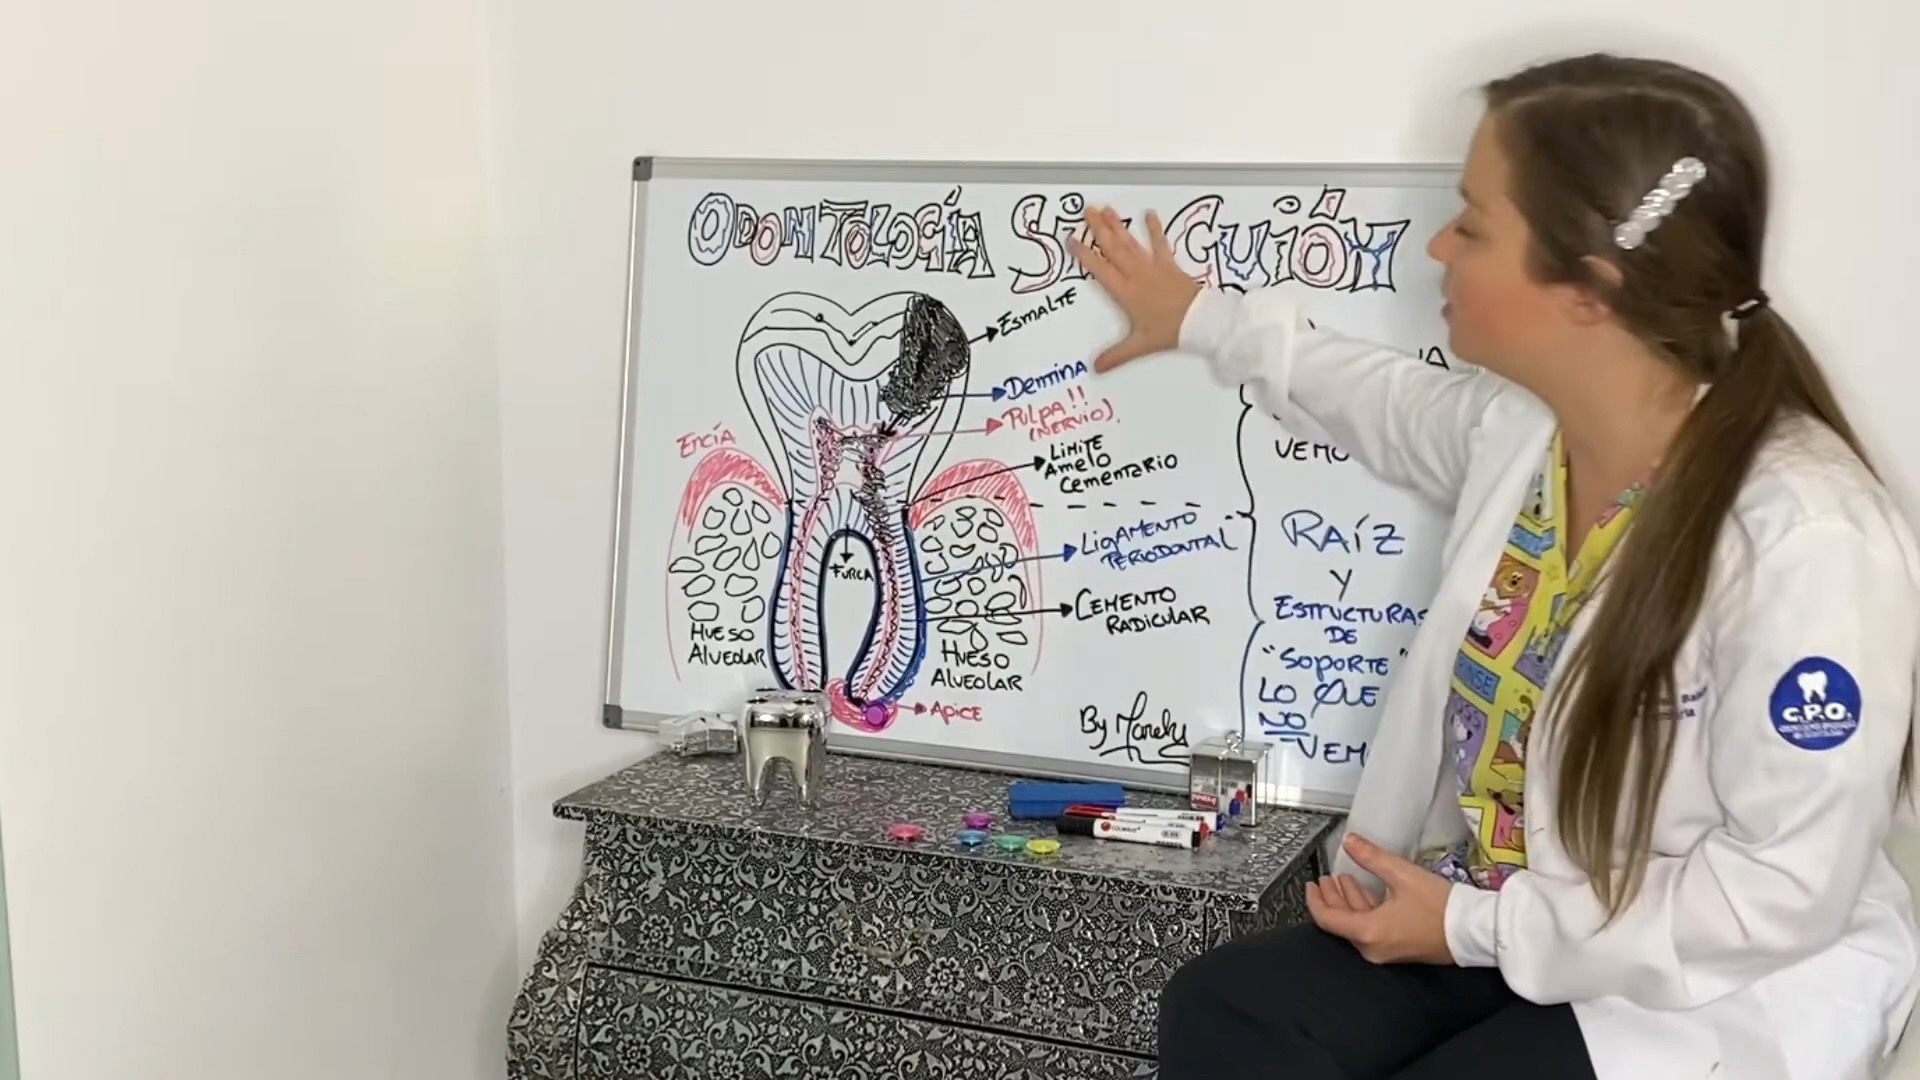 ODONTOLOGÍA SIN GUIÓN
ESMALTE
DENTINA
PULPA!!
(NERVIO).
ENCÍA
LIMITE
AMELO
CEMENTARIO
LIGAMENTO
PERIODONTAL
FURCA
CEMENTO
RADICULAR
HUESO
ALVEOLAR
HUESO
ALVEOLAR
APICE
RAÍZ
Y
ESTRUCTURAS
DE
"SOPORTE"
LO QUE
NO
By
C.P.O.